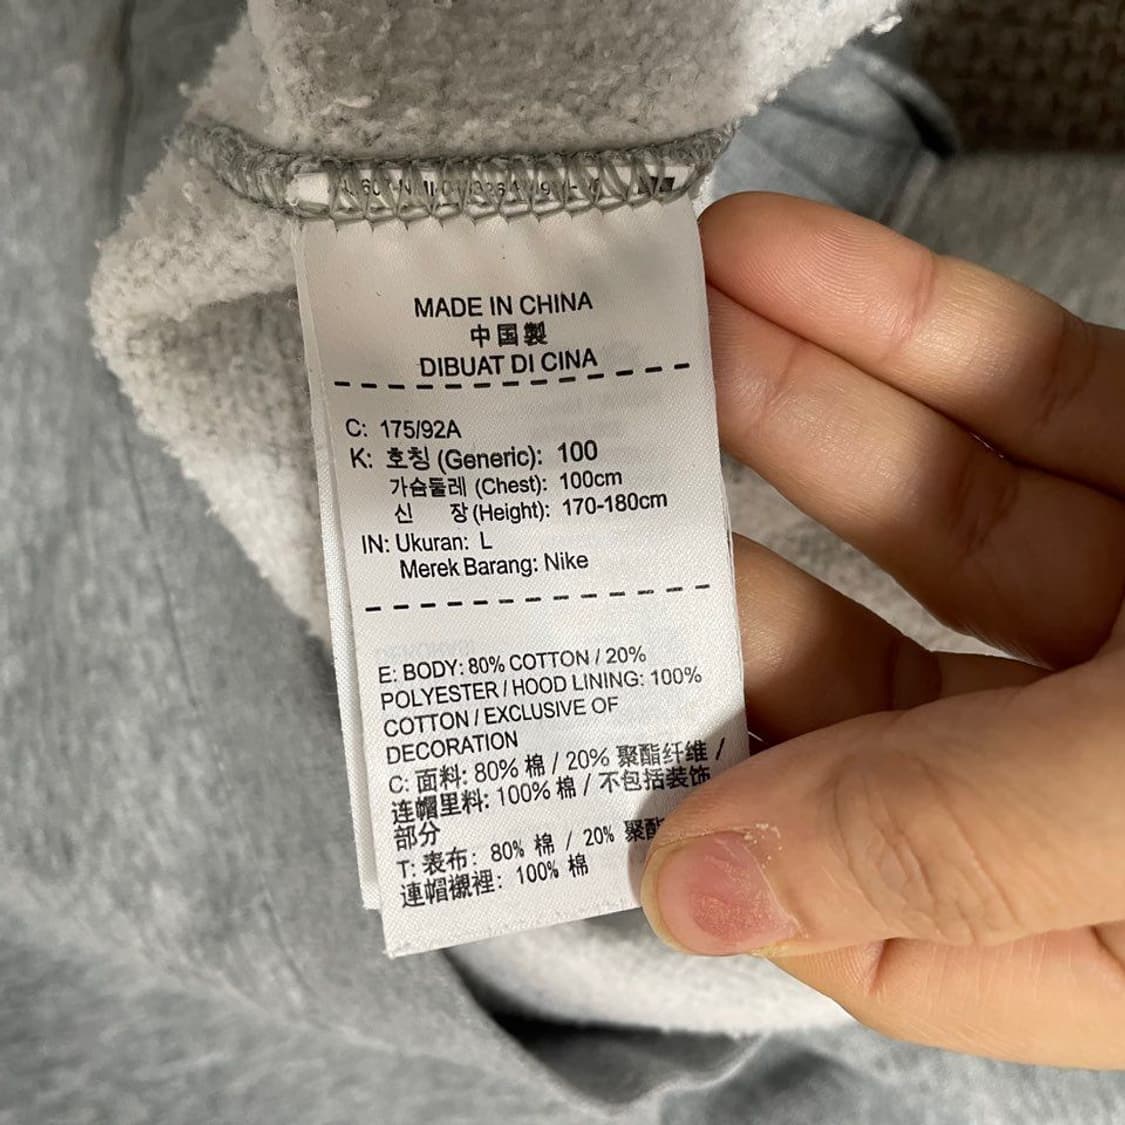 MADE IN CHINA
中国製
DIBUAT DI CINA
C: 175/92A
K: 호칭 (Generic): 100
가슴둘레 (Chest): 100cm
신 장 (Height): 170-180cm
IN: Ukuran: L
Merek Barang: Nike
E: BODY: 80% COTTON / 20%
POLYESTER / HOOD LINING: 100%
COTTON / EXCLUSIVE OF
DECORATION
C: 面料: 80% 棉 / 20% 聚酯纤维 /
连帽里料: 100% 棉 / 不包括装饰
部分
T: 表布: 80% 棉 / 20% 聚酯
連帽襯裡: 100% 棉